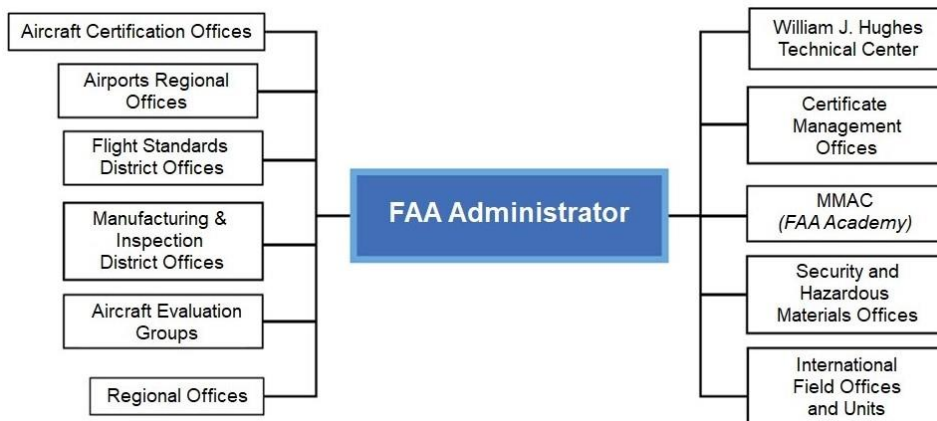 Aircraft Certification Offices
Airports Regional
Offices
Flight Standards
District Offices
Manufacturing &
Inspection
District Offices
Aircraft Evaluation
Groups
Regional Offices
FAA Administrator
William J. Hughes
Technical Center
Certificate
Management
Offices
MMAC
(FAA Academy)
Security and
Hazardous
Materials Offices
International
Field Offices
and Units